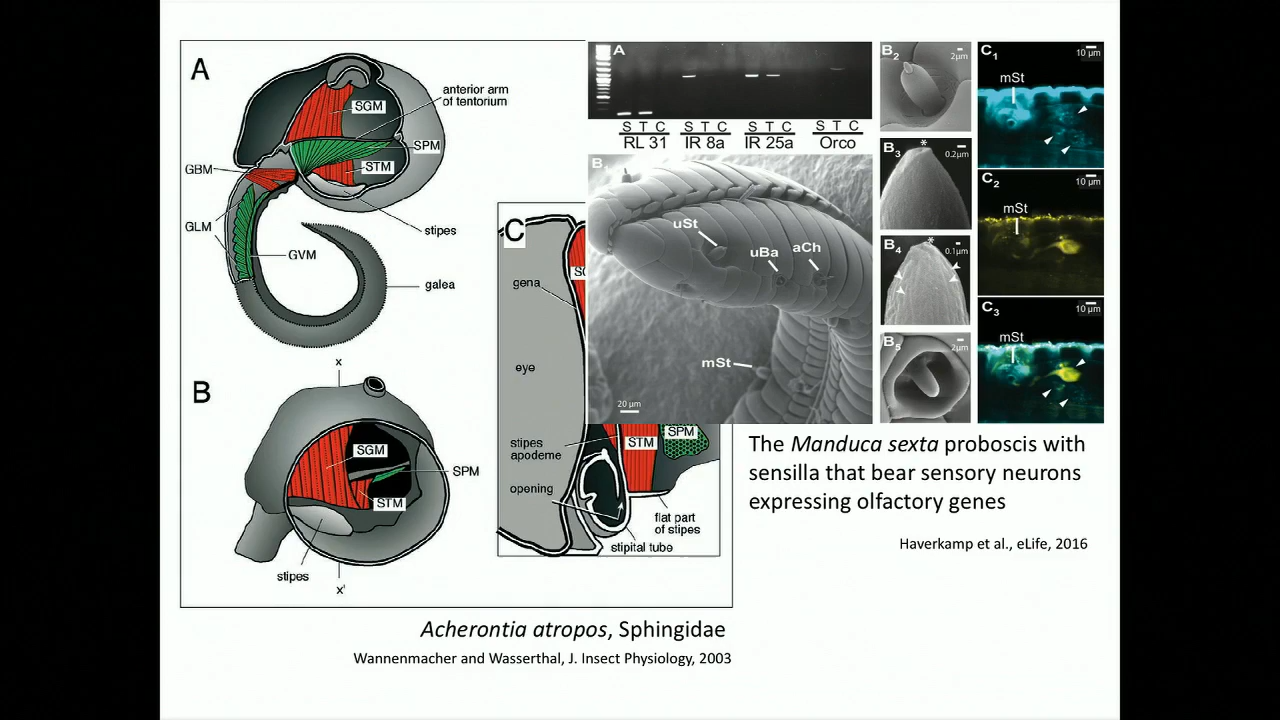 A
SGM
anterior arm
of tentorium
SPM
GBM
STM
GLM
stipes
GVM
galea
x
B
SGM
SPM
STM
stipes
x'
C
gena
eye
stipes
apodeme
STM
SPM
opening
flat part
of stipes
stipital tube
A
S T C
S T C
S T C
S T C
RL 31
IR 8a
IR 25a
Orco
uSt
uBa
aCh
mSt
20 µm
B2
2µm
B3
*
0.2µm
B4
*
0.1µm
B5
2µm
C1
10 µm
mSt
C2
10 µm
mSt
C3
10 µm
mSt
The Manduca sexta proboscis with
sensilla that bear sensory neurons
expressing olfactory genes
Haverkamp et al., eLife, 2016
Acherontia atropos, Sphingidae
Wannenmacher and Wasserthal, J. Insect Physiology, 2003